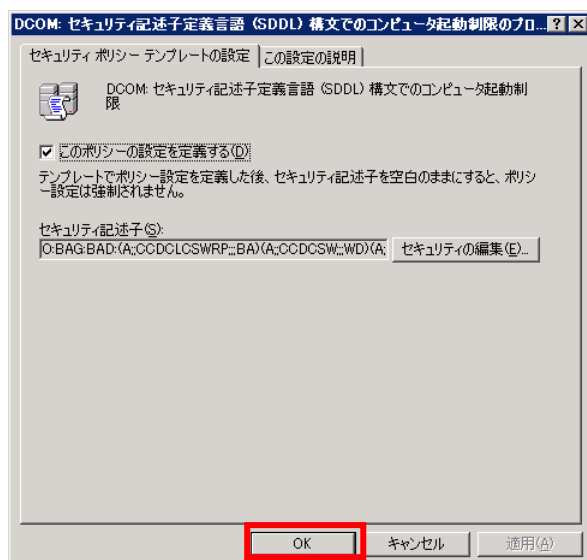 DCOM: セキュリティ記述子定義言語 (SDDL) 構文でのコンピュータ起動制限のプロ...
セキュリティ ポリシー テンプレートの設定
この設定の説明
DCOM: セキュリティ記述子定義言語 (SDDL) 構文でのコンピュータ起動制
限
このポリシーの設定を定義する(D)
テンプレートでポリシー設定を定義した後、セキュリティ記述子を空白のままにすると、ポリシ
ー設定は強制されません。
セキュリティ記述子(S):
O:BAG:BAD:(A;;CCDCLCSWRP;;;BA)(A;;CCDCSW;;;WD)(A;
セキュリティの編集(E)...
OK
キャンセル
適用(A)